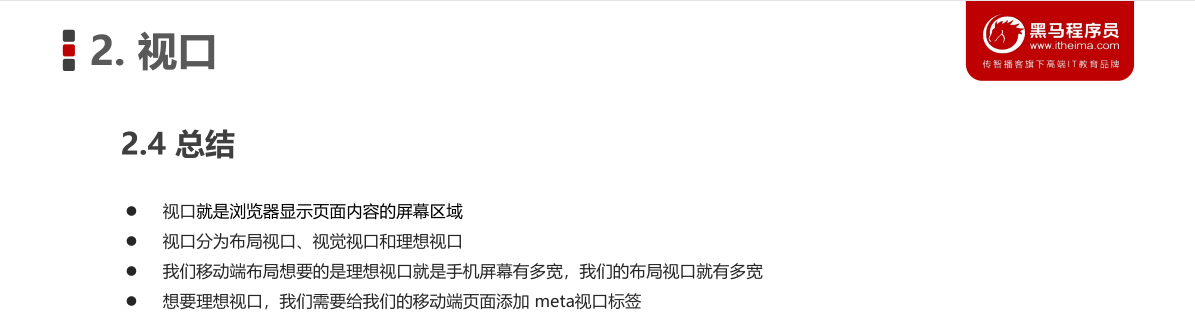 2. 视口
黑马程序员
www.itheima.com
传智播客旗下高端IT教育品牌
2.4 总结
● 视口就是浏览器显示页面内容的屏幕区域
● 视口分为布局视口、视觉视口和理想视口
● 我们移动端布局想要的是理想视口就是手机屏幕有多宽，我们的布局视口就有多宽
● 想要理想视口，我们需要给我们的移动端页面添加 meta视口标签